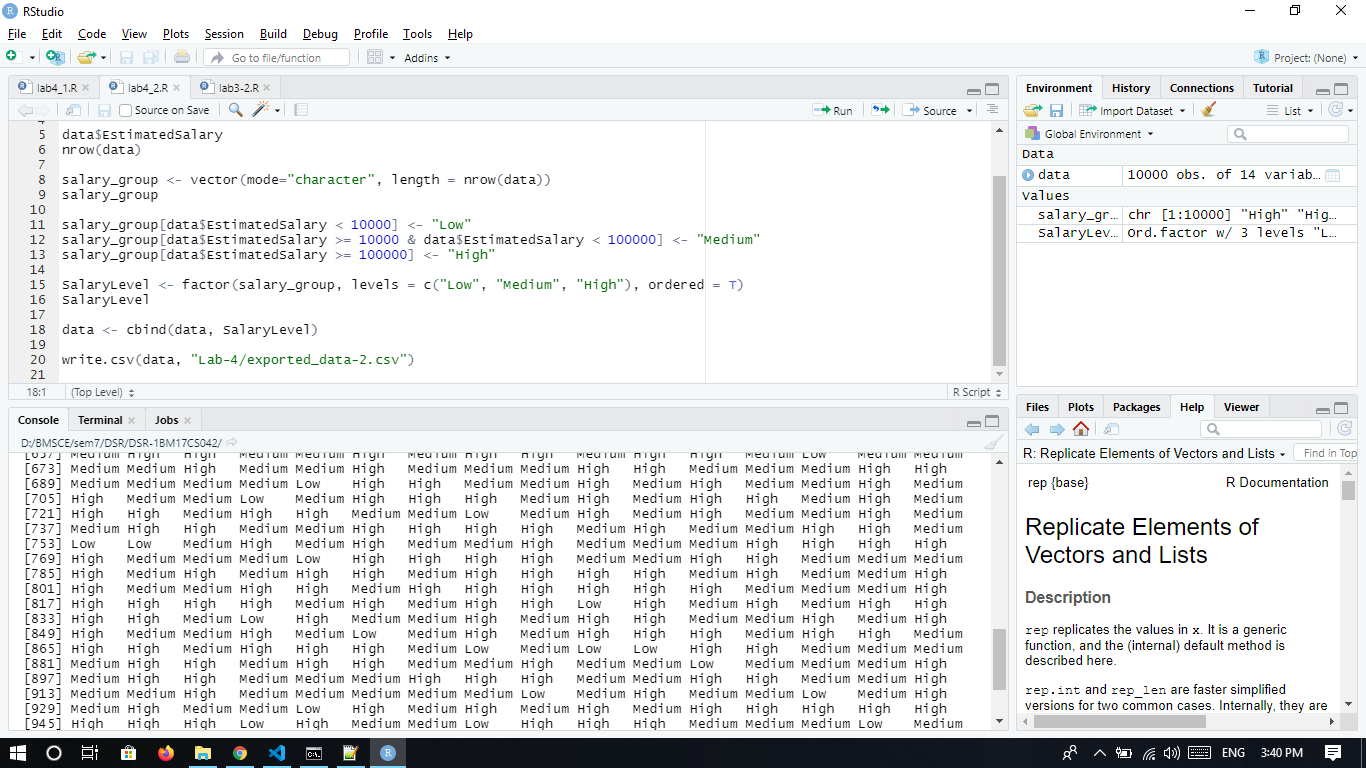 RStudio
File Edit Code View Plots Session Build Debug Profile Tools Help
Go to file/function Addins Project: (None)
lab4_1.R lab4_2.R lab3-2.R
Source on Save Run Source
5 data$EstimatedSalary
6 nrow(data)
7
8 salary_group <- vector(mode="character", length = nrow(data))
9 salary_group
10
11 salary_group[data$EstimatedSalary < 10000] <- "Low"
12 salary_group[data$EstimatedSalary >= 10000 & data$EstimatedSalary < 100000] <- "Medium"
13 salary_group[data$EstimatedSalary >= 100000] <- "High"
14
15 SalaryLevel <- factor(salary_group, levels = c("Low", "Medium", "High"), ordered = T)
16 SalaryLevel
17
18 data <- cbind(data, SalaryLevel)
19
20 write.csv(data, "Lab-4/exported_data-2.csv")
21
18:1 (Top Level) R Script
Console Terminal Jobs
D:/BMSCE/sem7/DSR/DSR-1BM17CS042/
[673] Medium Medium High Medium Medium High Medium Medium Medium High Medium High Medium Medium High High
[689] Medium Medium Medium Medium Low High High Medium Medium High High Medium High Medium Medium Medium
[705] High Medium Medium Low Medium High High High Medium Medium High Medium High Medium High High
[721] High High Medium High High Medium Medium Low Medium High Medium Medium High High Medium Medium
[737] Medium High High Medium Medium High High High Medium Medium High Medium High Medium High Medium
[753] Low Low Medium High Medium High Medium Medium High Medium Medium Medium High High High High
[769] High Medium Medium Medium Low High High High High Medium Medium High High Medium Medium Medium
[785] High High Medium High High High Medium High High High High Medium High Medium Medium High
[801] High Medium Medium High High Medium High High High Medium Medium High High Medium Medium Medium
[817] High High High High Medium High Medium High High Low High Medium High Medium High Medium
[833] High High Medium Low High Medium High Low Medium High High Medium Medium High Medium High
[849] High Medium Medium High Medium Low Medium High Medium Medium High Medium High High High Medium
[865] High Medium High High High High Medium Low Medium Low Low High High Medium High High
[881] Medium High High High Medium Medium Medium Medium High Medium Medium Low Medium Medium Medium High
[897] Medium Medium Medium High Medium High High High Medium High High Medium High Medium High Medium
[913] Medium Medium Medium High Medium Medium Medium Medium Low Medium High Medium Medium Low Medium High
[929] Medium High Medium High High High Medium High High Medium High Medium High Medium Medium Medium
[945] High High High Low High Medium Medium Low High High High Medium Medium Medium Low Medium
Environment History Connections Tutorial
Import Dataset List
Global Environment
Data
data 10000 obs. of 14 variab…
Values
salary_gr… chr [1:10000] "High" "Hig…
SalaryLev… Ord.factor w/ 3 levels "L…
Files Plots Packages Help Viewer
R: Replicate Elements of Vectors and Lists Find in Top
rep {base} R Documentation
Replicate Elements of
Vectors and Lists
Description
rep replicates the values in x. It is a generic
function, and the (internal) default method is
described here.
rep.int and rep_len are faster simplified
versions for two common cases. Internally, they are
ENG 3:40 PM